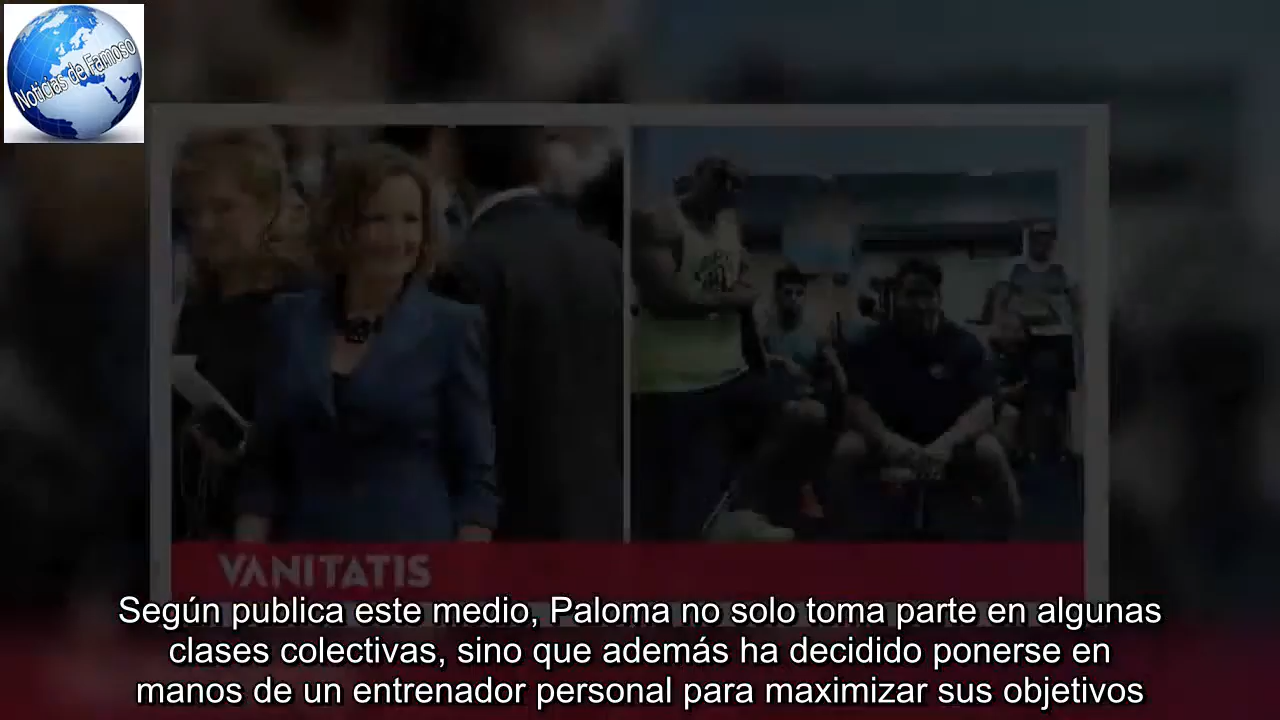 Noticias de Famoso
VANITATIS
Según publica este medio, Paloma no solo toma parte en algunas
clases colectivas, sino que además ha decidido ponerse en
manos de un entrenador personal para maximizar sus objetivos